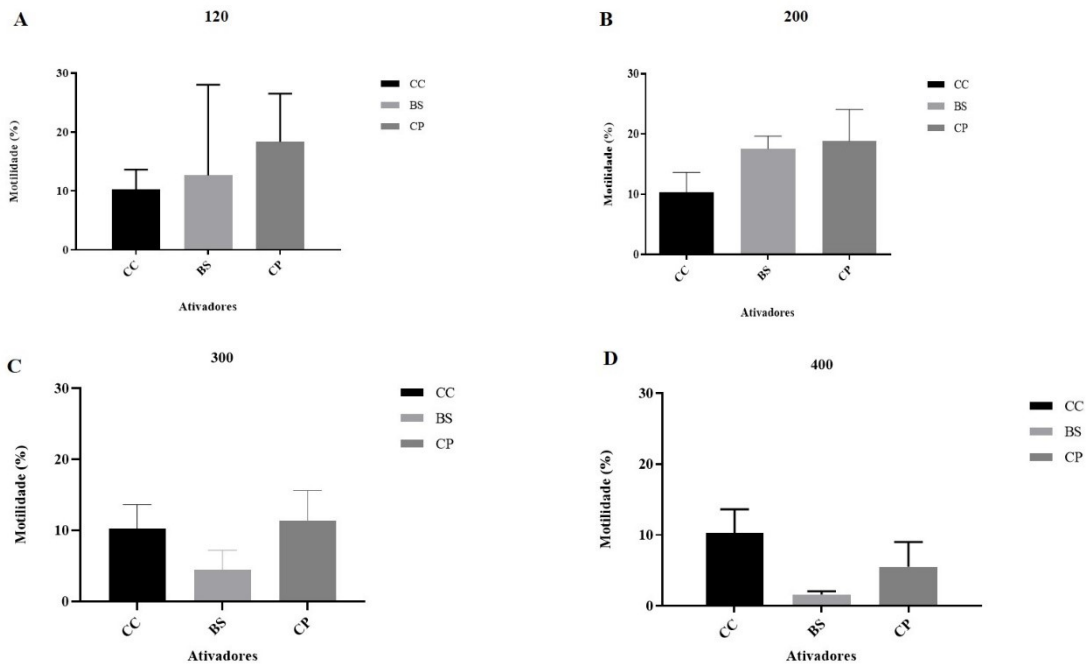 A
120
30
20
10
0
Motilidade (%)
CC
BS
CP
Ativadores
CC
BS
CP
B
200
30
20
10
0
Motilidade (%)
CC
BS
CP
Ativadores
CC
BS
CP
C
300
30
20
10
0
Motilidade (%)
CC
BS
CP
Ativadores
CC
BS
CP
D
400
30
20
10
0
Motilidade (%)
CC
BS
CP
Ativadores
CC
BS
CP